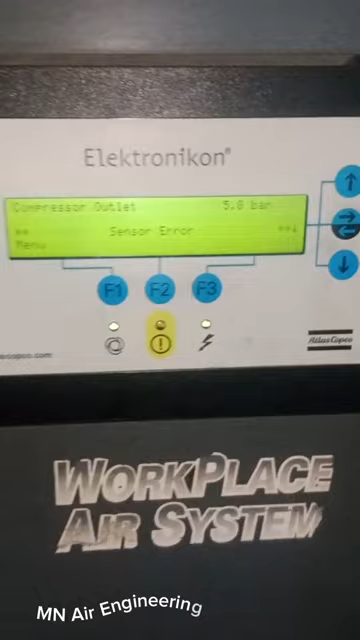 Elektronikon®
Compressor Outlet 5.8 bar
** Sensor Error **↓
Menu
F1 F2 F3
Atlas Copco
WORKPLACE
AIR SYSTEM
MN Air Engineering